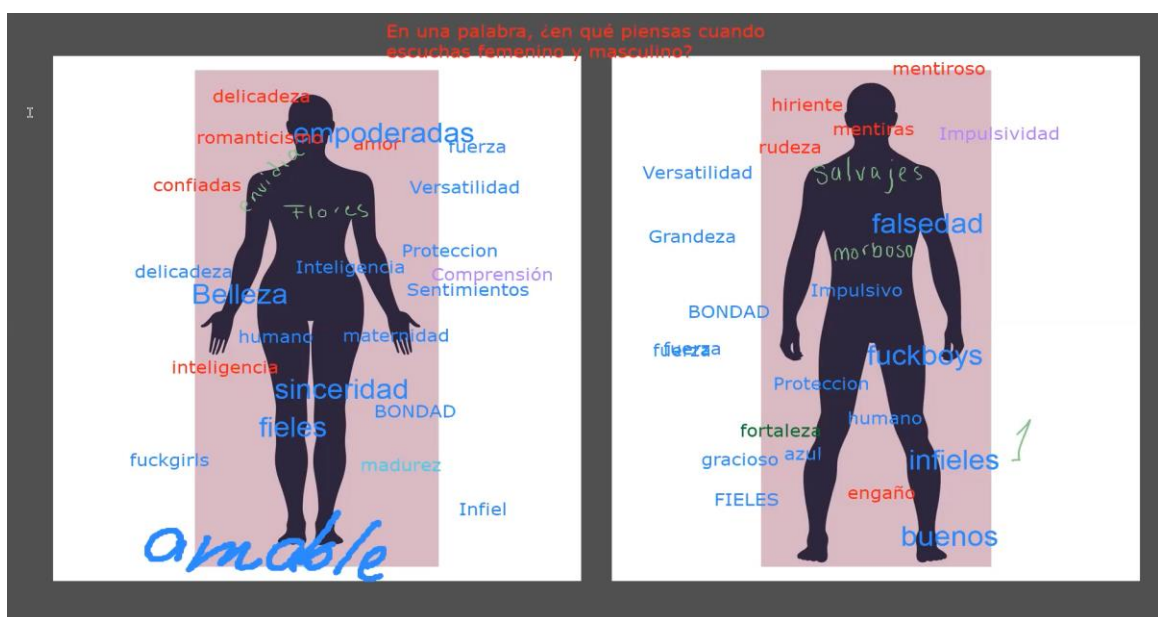 En una palabra, ¿en qué piensas cuando
escuchas femenino y masculino?
delicadeza
romanticismo
empoderadas
amor
fuerza
envidia
confiadas
Versatilidad
Flores
Proteccion
Inteligencia
Comprensión
delicadeza
Sentimientos
Belleza
humano
maternidad
inteligencia
sinceridad
BONDAD
fieles
fuckgirls
madurez
Infiel
amable
mentiroso
hiriente
mentiras
Impulsividad
rudeza
Versatilidad
Salvajes
falsedad
Grandeza
morboso
Impulsivo
BONDAD
fuerza
fuerza
fuckboys
Proteccion
humano
fortaleza
azul
gracioso
infieles
1
FIELES
engaño
buenos